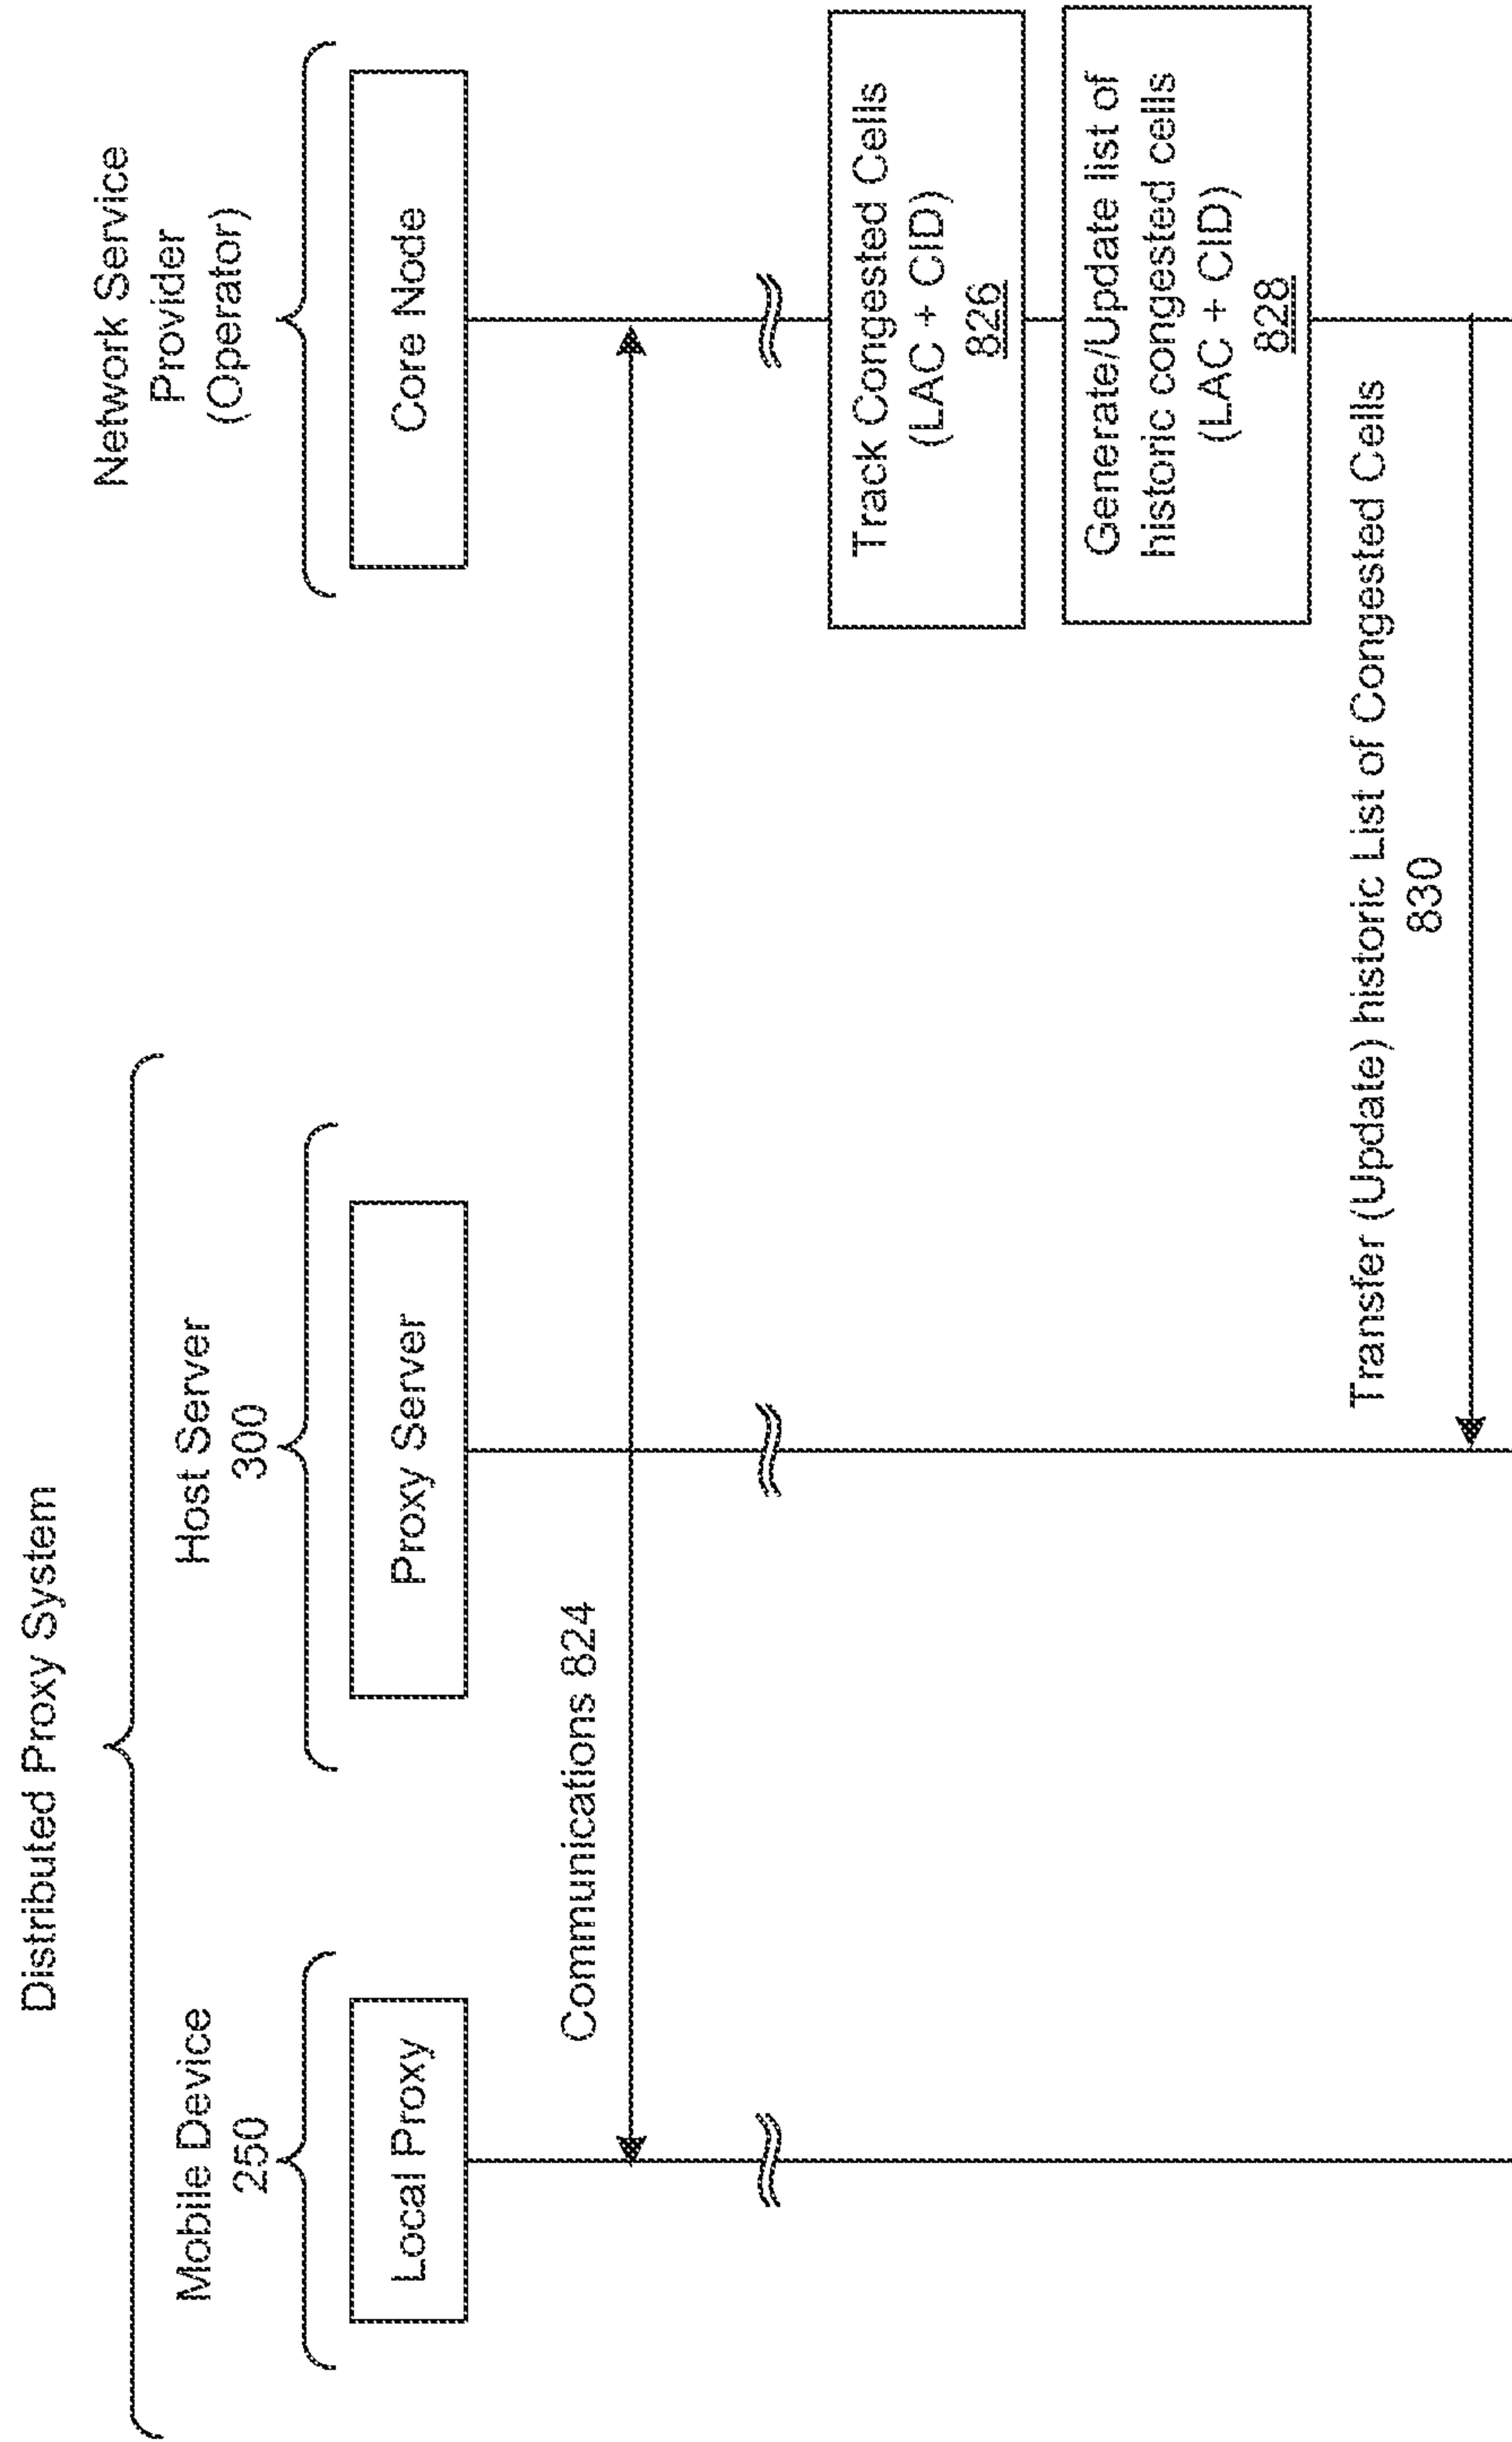 Distributed Proxy System
Mobile Device
250
Host Server
300
Network Service
Provider
(Operator)
Local Proxy
Proxy Server
Core Node
Communications 824
Track Congested Cells
(LAC + CID)
826
Generate/Update list of
historic congested cells
(LAC + CID)
828
Transfer (Update) historic List of Congested Cells
830